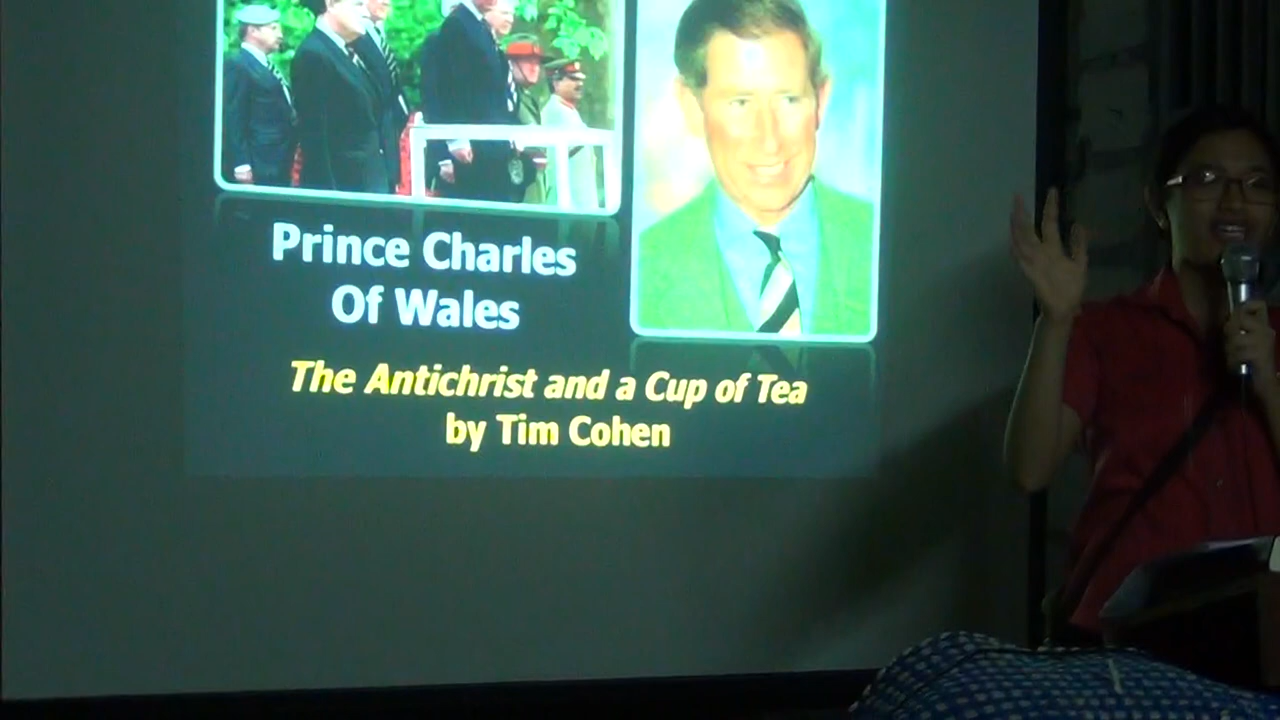 Prince Charles
Of Wales
The Antichrist and a Cup of Tea
by Tim Cohen